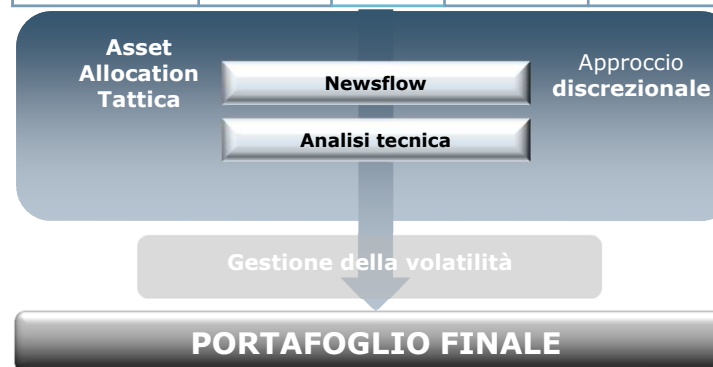 Asset
Allocation
Tattica
Newsflow
Analisi tecnica
Approccio
discrezionale
Gestione della volatilità
PORTAFOGLIO FINALE